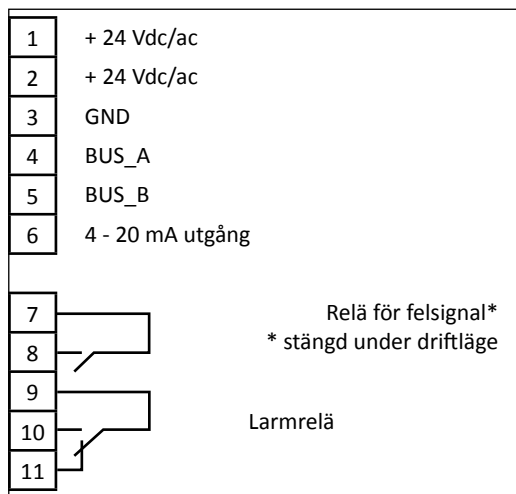 1 + 24 Vdc/ac
2 + 24 Vdc/ac
3 GND
4 BUS_A
5 BUS_B
6 4 - 20 mA utgång
7 Relä för felsignal*
8 * stängd under driftläge
9
10 Larmrelä
11